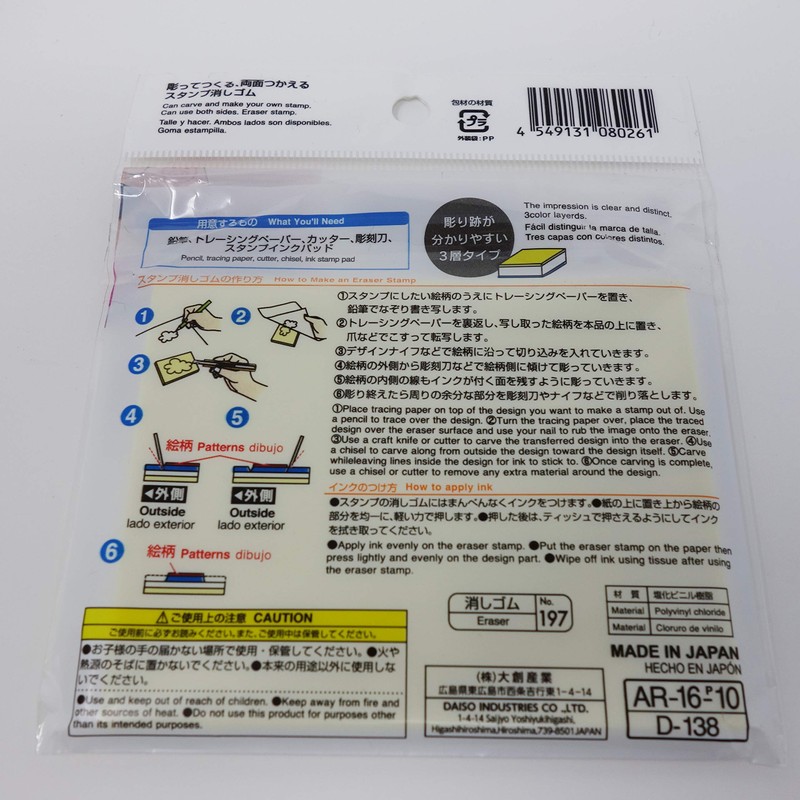 彫ってつくる、両面つかえる
スタンプ消しゴム
Can carve and make your own stamp.
Can use both sides. Eraser stamp.
Talle y hacer. Ambos lados son disponibles.
Goma estampilla.
包材の材質
プラ
外装袋:PP
4 549131 080261
用意するもの What You'll Need
鉛筆、トレーシングペーパー、カッター、彫刻刀、
スタンプインクパッド
Pencil, tracing paper, cutter, chisel, ink stamp pad
彫り跡が
分かりやすい
3層タイプ
The impression is clear and distinct.
3color layerds.
Fácil distinguir la marca de talla.
Tres capas con colores distintos.
スタンプ消しゴムの作り方 How to Make an Eraser Stamp
① ②
③
④ ⑤
絵柄 Patterns dibujo
◀外側 ◀外側
Outside Outside
lado exterior lado exterior
⑥ 絵柄 Patterns dibujo
①スタンプにしたい絵柄のうえにトレーシングペーパーを置き、
鉛筆でなぞり書き写します。
②トレーシングペーパーを裏返し、写し取った絵柄を本品の上に置き、
爪などでこすって転写します。
③デザインナイフなどで絵柄に沿って切り込みを入れていきます。
④絵柄の外側から彫刻刀などで絵柄側に傾けて彫っていきます。
⑤絵柄の内側の線もインクが付く面を残すように彫っていきます。
⑥彫り終えたら周りの余分な部分を彫刻刀やナイフなどで削り落とします。
①Place tracing paper on top of the design you want to make a stamp out of. Use
a pencil to trace over the design. ②Turn the tracing paper over, place the traced
design over the eraser surface and use your nail to rub the image onto the eraser.
③Use a craft knife or cutter to carve the transferred design into the eraser. ④Use
a chisel to carve along from outside the design toward the design itself. ⑤Carve
whileleaving lines inside the design for ink to stick to. ⑥Once carving is complete,
use a chisel or cutter to remove any extra material around the design.
インクのつけ方 How to apply ink
●スタンプの消しゴムにはまんべんなくインクをつけます。●紙の上に置き上から絵柄の
部分を均一に、軽い力で押します。●押した後は、ティッシュで押さえるようにしてインク
を拭き取ってください。
●Apply ink evenly on the eraser stamp. ●Put the eraser stamp on the paper then
press lightly and evenly on the design part. ●Wipe off ink using tissue after using
the eraser stamp.
⚠ご使用上の注意 CAUTION
ご使用前に必ずお読みください。また、ご使用中は保管してください。
●お子様の手の届かない場所で使用・保管してください。●火や
熱源のそばに置かないでください。●本来の用途以外に使用しな
いでください。
●Use and keep out of reach of children. ●Keep away from fire and
other sources of heat. ●Do not use this product for purposes other
than its intended purposes.
消しゴム
Eraser
No.
197
材質 塩化ビニル樹脂
Material Polyvinyl chloride
Material Cloruro de vinilo
(株)大創産業
広島県東広島市西条吉行東1-4-14
DAISO INDUSTRIES CO .,LTD.
1-4-14 Saijyo Yoshiyukihigashi,
Higashihiroshima,Hiroshima,739-8501JAPAN
MADE IN JAPAN
HECHO EN JAPÓN
AR-16-P-10
D-138